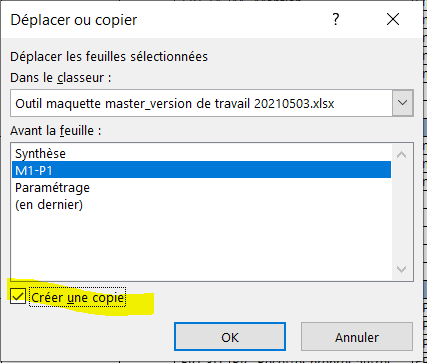 Déplacer ou copier ? ×
Déplacer les feuilles sélectionnées
Dans le classeur :
Outil maquette master_version de travail 20210503.xlsx
Avant la feuille :
Synthèse
M1-P1
Paramétrage
(en dernier)
Créer une copie
OK Annuler